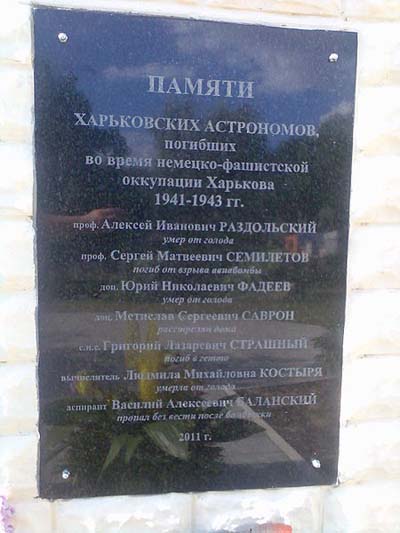 ПАМЯТИ
ХАРЬКОВСКИХ АСТРОНОМОВ,
погибших
во время немецко-фашистской
оккупации Харькова
1941-1943 гг.
проф. Алексей Иванович РАЗДОЛЬСКИЙ
умер от голода
проф. Сергей Матвеевич СЕМИЛЕТОВ
погиб от взрыва авиабомбы
доц. Юрий Николаевич ФАДЕЕВ
умер от голода
доц. Мстислав Сергеевич САВРОН
расстрелян дома
с.н.с. Григорий Лазаревич СТРАШНЫЙ
погиб в гетто
вычислитель Людмила Михайловна КОСТЫРЯ
умерла от голода
аспирант Василий Алексеевич БАЛАНСКИЙ
пропал без вести после
2011 г.